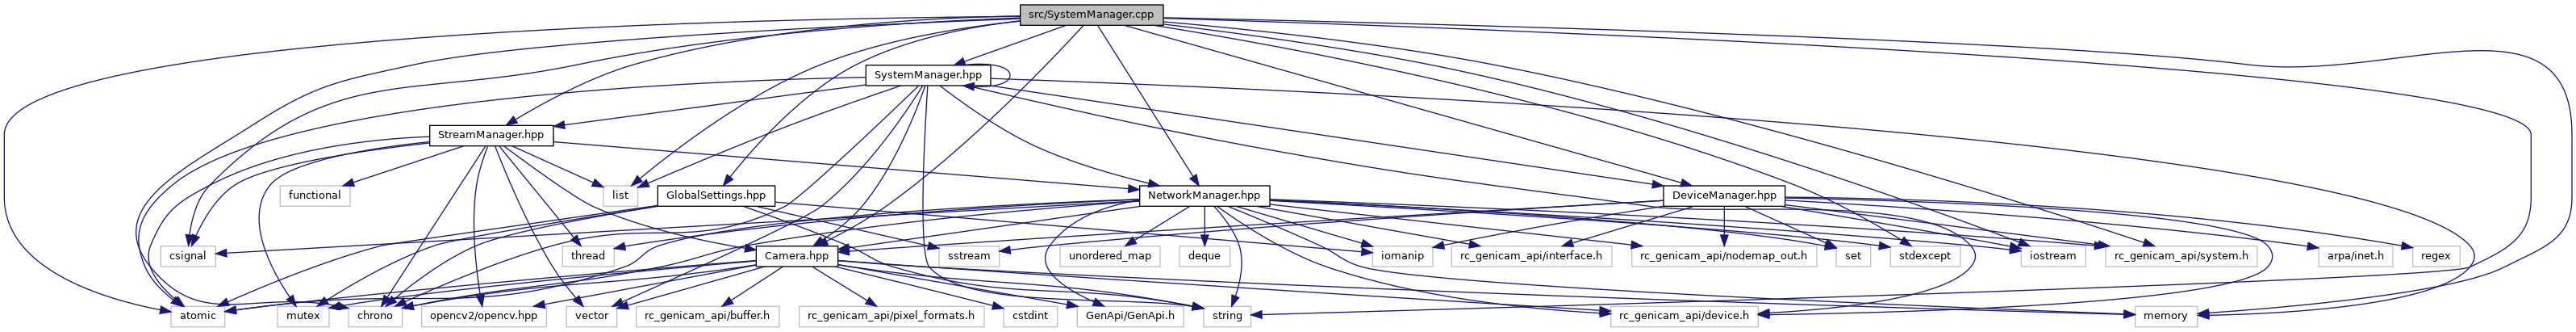 src/SystemManager.cpp
SystemManager.hpp
StreamManager.hpp
functional
list
GlobalSettings.hpp
NetworkManager.hpp
DeviceManager.hpp
csignal
thread
Camera.hpp
sstream
unordered_map
deque
iomanip
rc_genicam_api/interface.h
rc_genicam_api/nodemap_out.h
set
stdexcept
iostream
rc_genicam_api/system.h
arpa/inet.h
regex
atomic
mutex
chrono
opencv2/opencv.hpp
vector
rc_genicam_api/buffer.h
rc_genicam_api/pixel_formats.h
cstdint
GenApi/GenApi.h
string
rc_genicam_api/device.h
memory